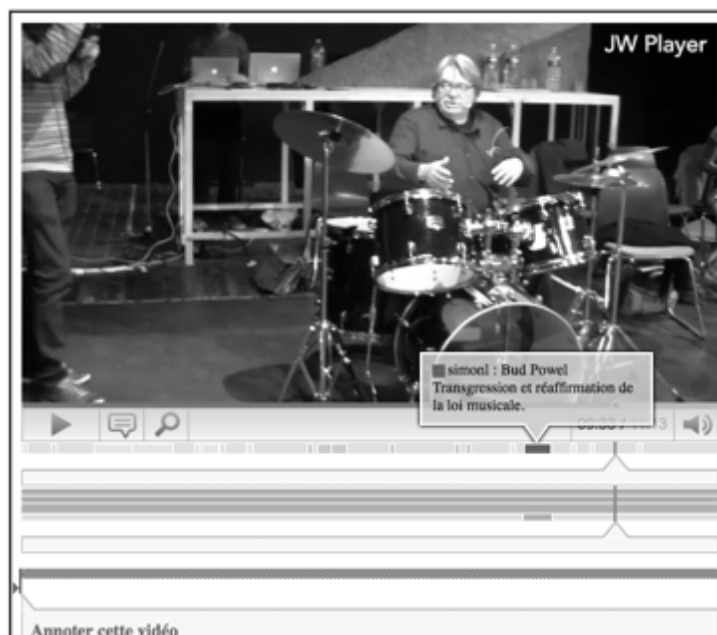 JW Player
simonl : Bud Powel
Transgression et réaffirmation de
la loi musicale.
Annoter cette vidéo